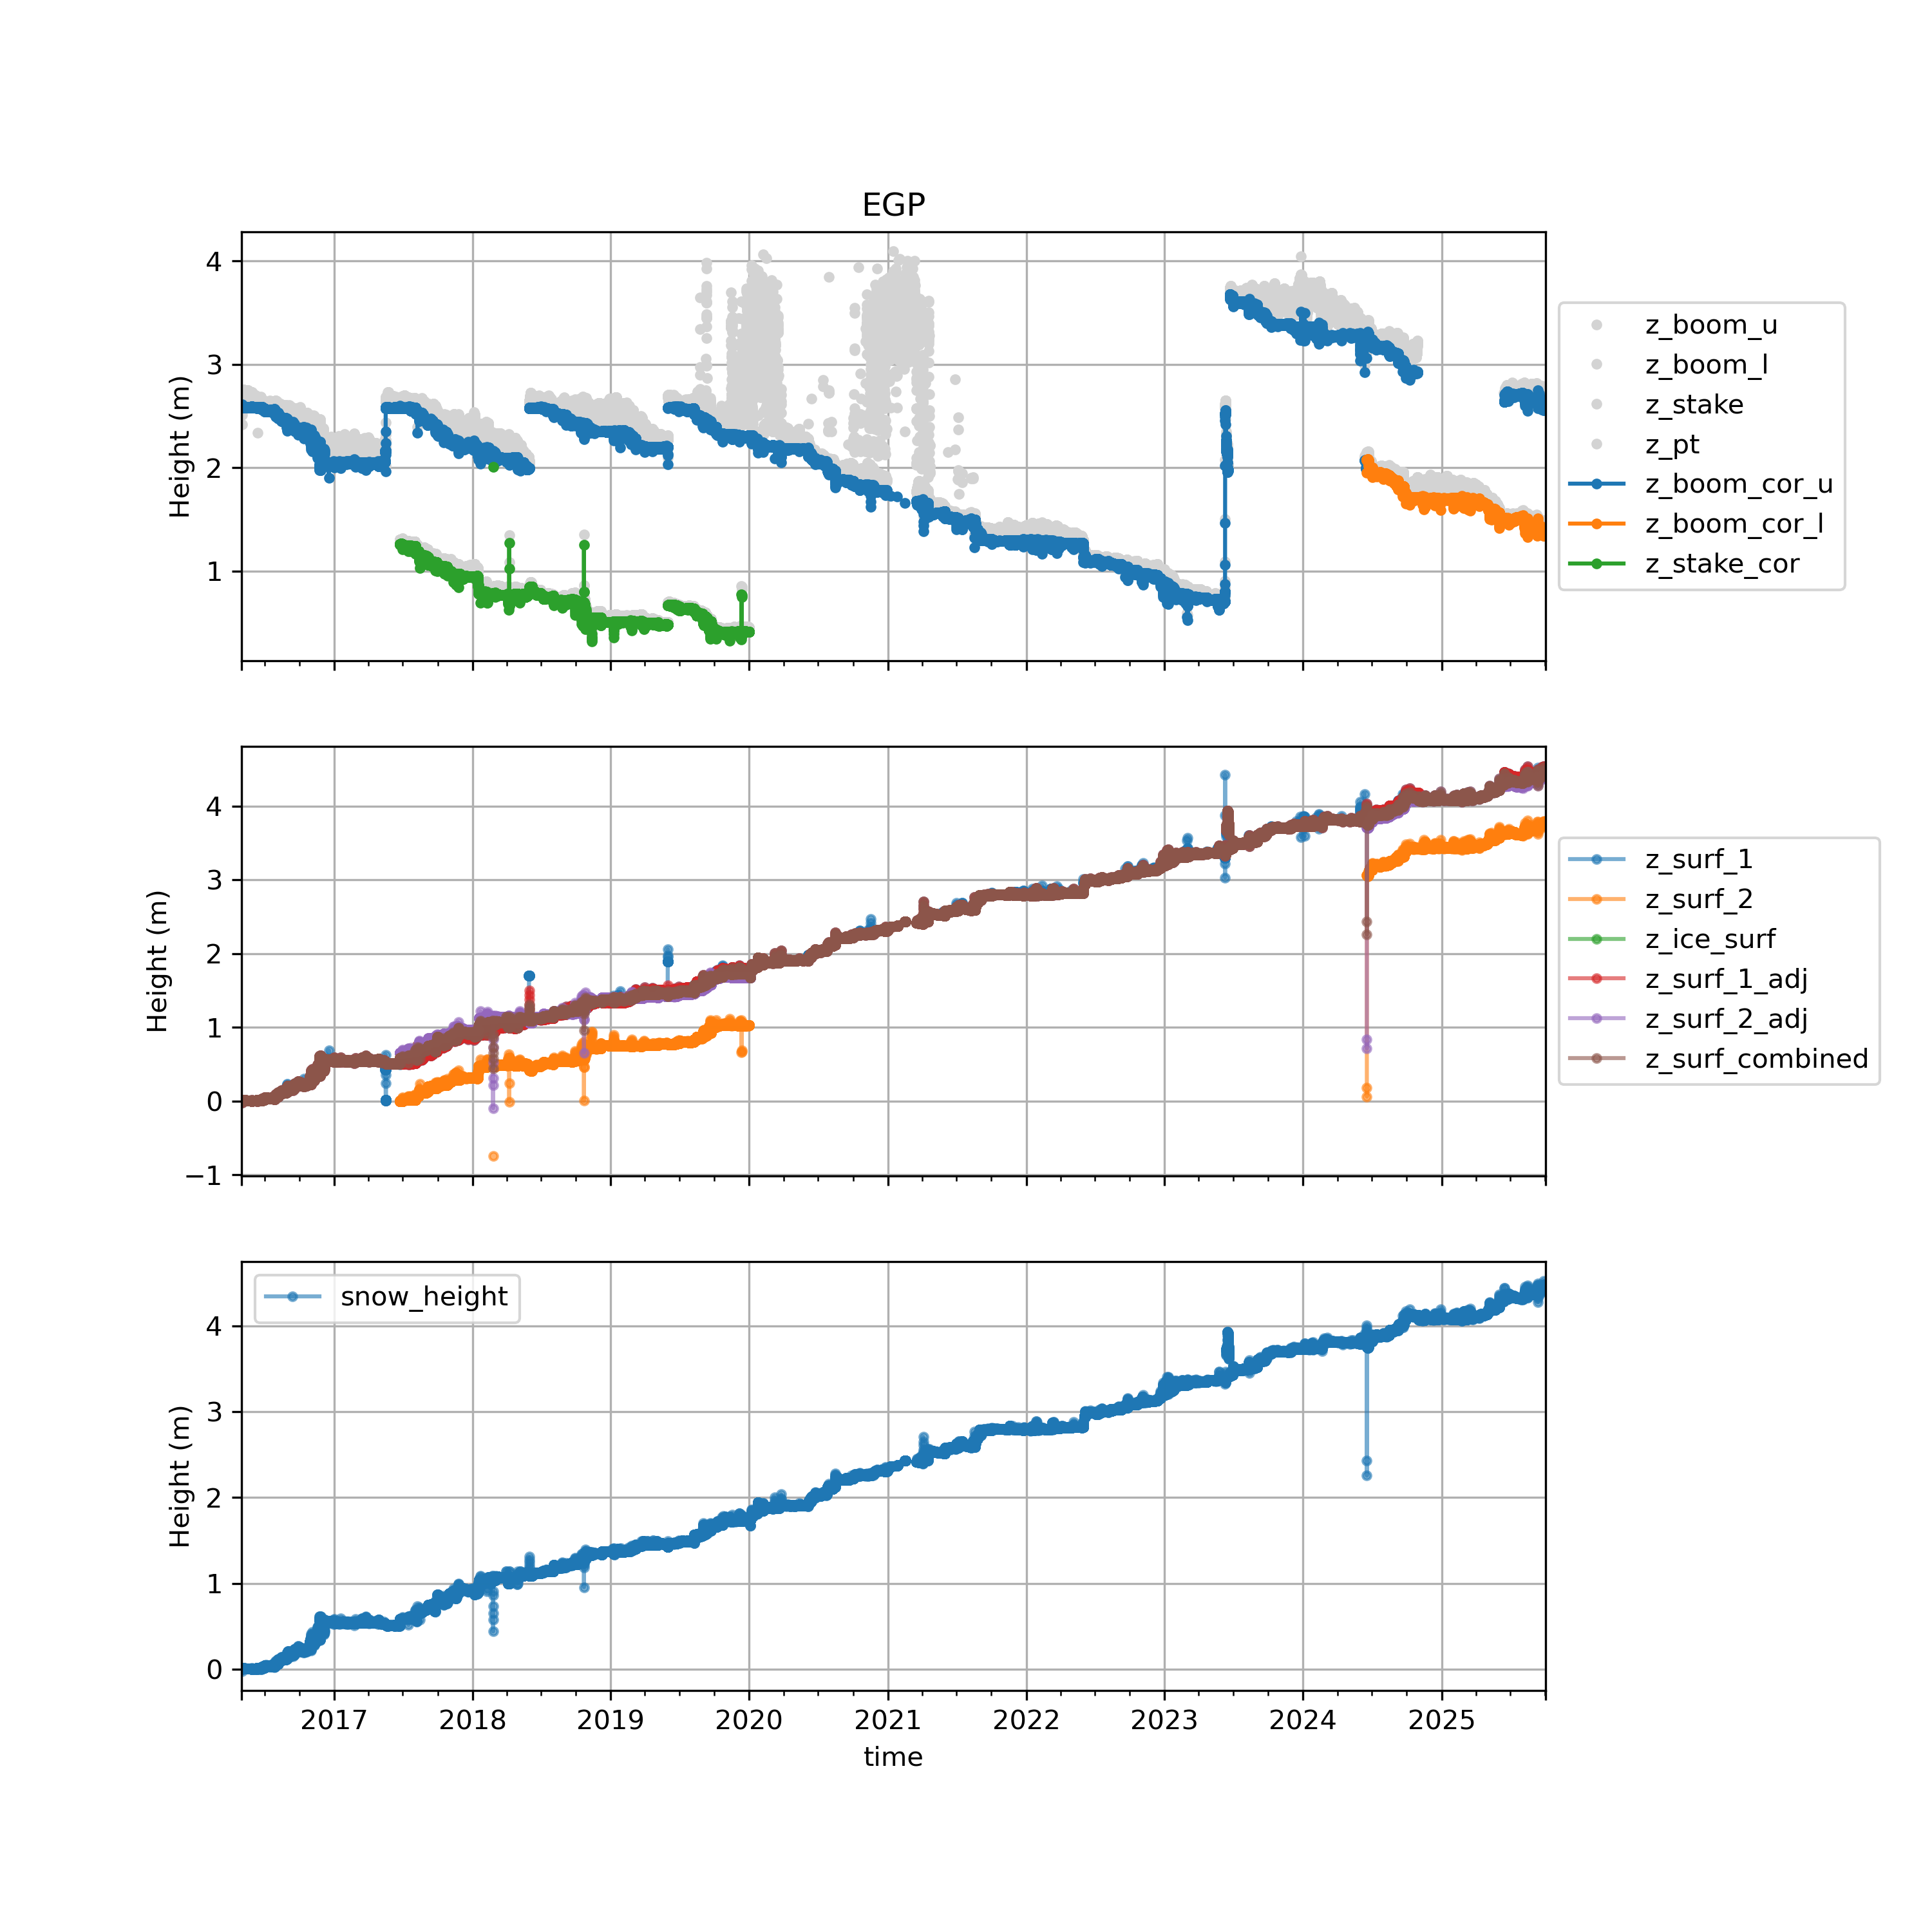 EGP
4
3
2
1
Height (m)
z_boom_u
z_boom_l
z_stake
z_pt
z_boom_cor_u
z_boom_cor_l
z_stake_cor
4
3
2
1
0
−1
Height (m)
z_surf_1
z_surf_2
z_ice_surf
z_surf_1_adj
z_surf_2_adj
z_surf_combined
snow_height
4
3
2
1
0
Height (m)
2017 2018 2019 2020 2021 2022 2023 2024 2025
time